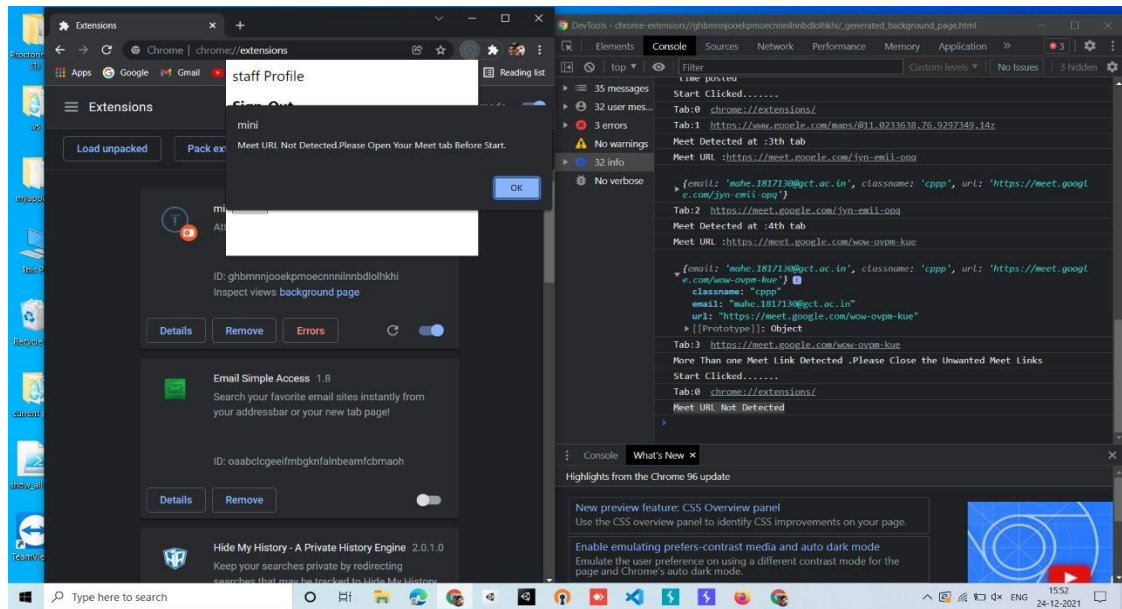 Extensions
Chrome | chrome://extensions
Apps
Google
Gmail
Reading list
Extensions
Load unpacked
Pack ex
staff Profile
Sign Out
mini
Meet URL Not Detected.Please Open Your Meet tab Before Start.
OK
ID: ghbmnnjooekpmoecnnnilnnbdlolhkhi
Inspect views background page
Details
Remove
Errors
Email Simple Access 1.8
Search your favorite email sites instantly from
your addressbar or your new tab page!
ID: oaabclcgeeifmbgknfalnbeamfcbmaoh
Details
Remove
Hide My History - A Private History Engine 2.0.1.0
Keep your searches private by redirecting
searches that may be tracked to Hide My History
DevTools - chrome-extension://ghbmnnjooekpmoecnnnilnnbdlolhkhi/_generated_background_page.html
Elements Console Sources Network Performance Memory Application » 3
top ▼ Filter Custom levels ▼ No Issues 3 hidden
35 messages
32 user mes...
3 errors
No warnings
32 info
No verbose
Time posted
Start Clicked.......
Tab:0 chrome://extensions/
Tab:1 https://www.google.com/maps/@11.0233638,76.9297349,14z
Meet Detected at :3th tab
Meet URL :https://meet.google.com/jyn-emii-opq
{email: 'mahe.1817130@gct.ac.in', classname: 'cppp', url: 'https://meet.googl
e.com/jyn-emii-opq'}
Tab:2 https://meet.google.com/jyn-emii-opq
Meet Detected at :4th tab
Meet URL :https://meet.google.com/wow-ovpm-kue
{email: 'mahe.1817130@gct.ac.in', classname: 'cppp', url: 'https://meet.googl
e.com/wow-ovpm-kue'}
classname: "cppp"
email: "mahe.1817130@gct.ac.in"
url: "https://meet.google.com/wow-ovpm-kue"
[[Prototype]]: Object
Tab:3 https://meet.google.com/wow-ovpm-kue
More Than one Meet Link Detected .Please Close the Unwanted Meet Links
Start Clicked.......
Tab:0 chrome://extensions/
Meet URL Not Detected
Console What's New ×
Highlights from the Chrome 96 update
New preview feature: CSS Overview panel
Use the CSS overview panel to identify CSS improvements on your page.
Enable emulating prefers-contrast media and auto dark mode
Emulate the user preference on using a different contrast mode for the
page and Chrome's auto dark mode.
Type here to search
ENG
15:52
24-12-2021